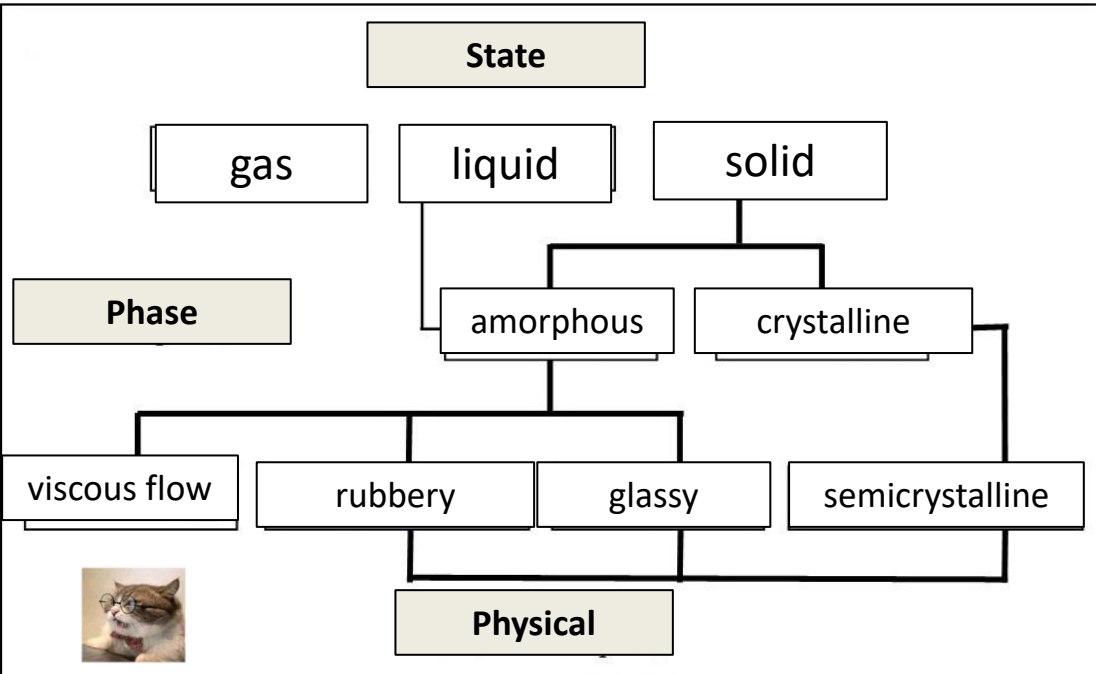 State
gas
liquid
solid
Phase
amorphous
crystalline
viscous flow
rubbery
glassy
semicrystalline
Physical